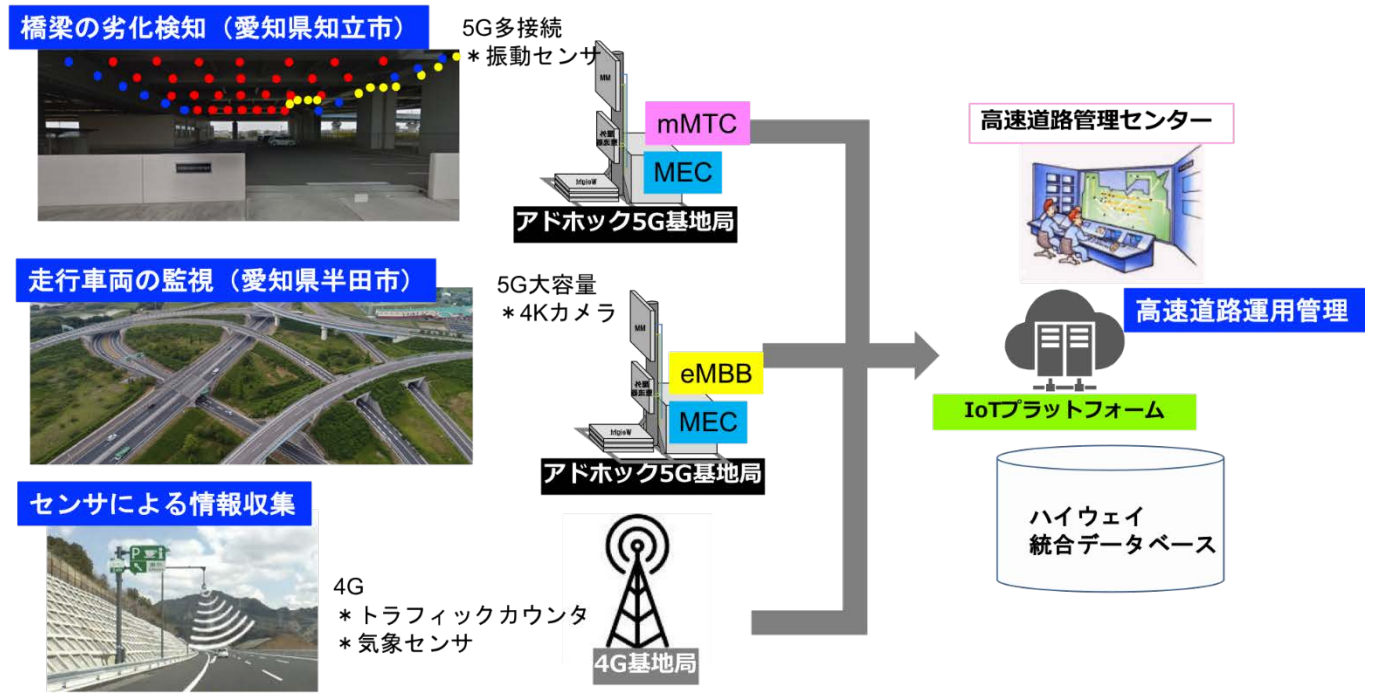 橋梁の劣化検知（愛知県知立市）
5G多接続
＊振動センサ
MM
mMTC
MEC
tripleW
アドホック5G基地局
走行車両の監視（愛知県半田市）
5G大容量
＊4Kカメラ
MM
eMBB
MEC
tripleW
アドホック5G基地局
センサによる情報収集
P
4G
＊トラフィックカウンタ
＊気象センサ
4G基地局
高速道路管理センター
高速道路運用管理
IoTプラットフォーム
ハイウェイ
統合データベース